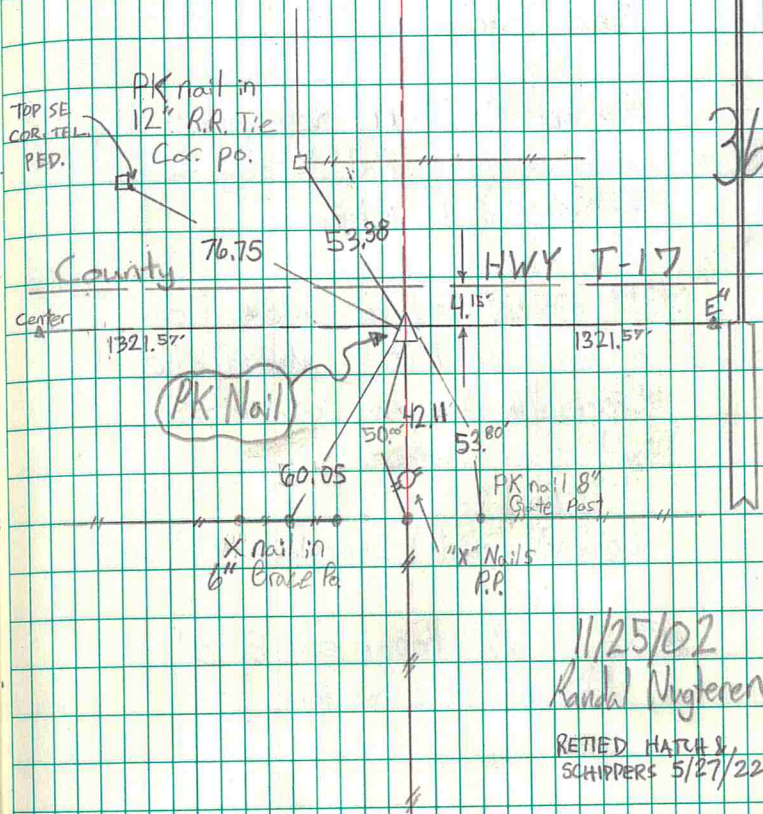 PK nail in
12" R.R. Tie
Cor. po.
TOP SE
COR. TEL.
PED.
36
76.75
53.38
County HWY T-17
4.15'
Center
E"
1321.57'
1321.57'
PK Nail
50.00'
42.11'
53.80'
60.05
PK nail 8"
Gate Post
X nail in
6" Brace Po.
"X" Nails
P.P.
11/25/02
Randal Nugteren
RETIED HATCH &
SCHIPPERS 5/27/22